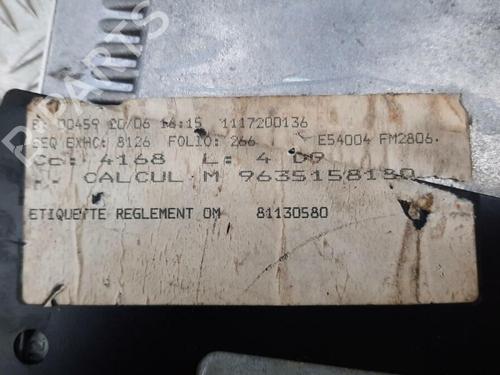 00459 20/06 16:15 1117200136
SEQ EXHC: 8126 FOLIO: 266 E54004 FM2806.
Co: 4168 L: 4 D9
CALCUL M 9635158180
ETIQUETTE REGLEMENT OM 81130580